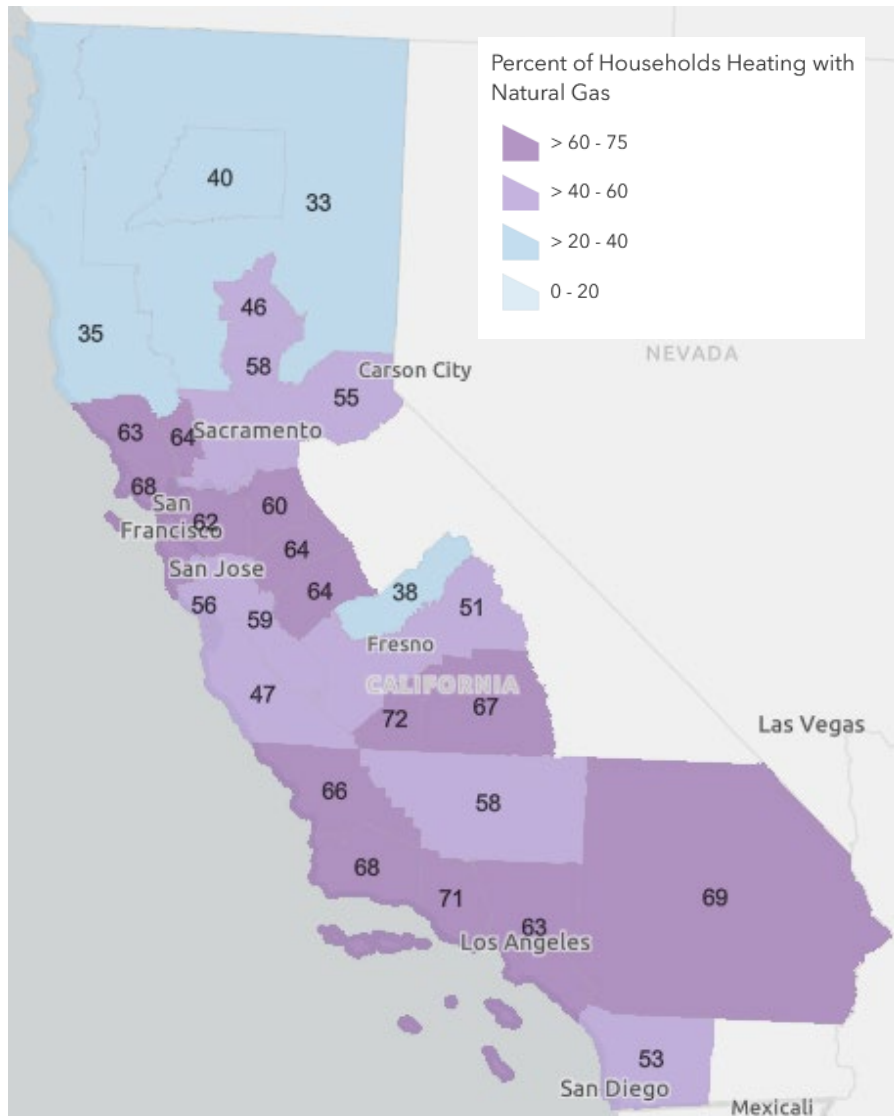 Percent of Households Heating with
Natural Gas
> 60 - 75
> 40 - 60
> 20 - 40
0 - 20
40
33
46
35
NEVADA
58
Carson City
55
63
64
Sacramento
68
San
Francisco
62
60
64
San Jose
64
38
56
59
51
Fresno
CALIFORNIA
47
72
67
Las Vegas
66
58
68
71
69
63
Los Angeles
53
San Diego
Mexicali